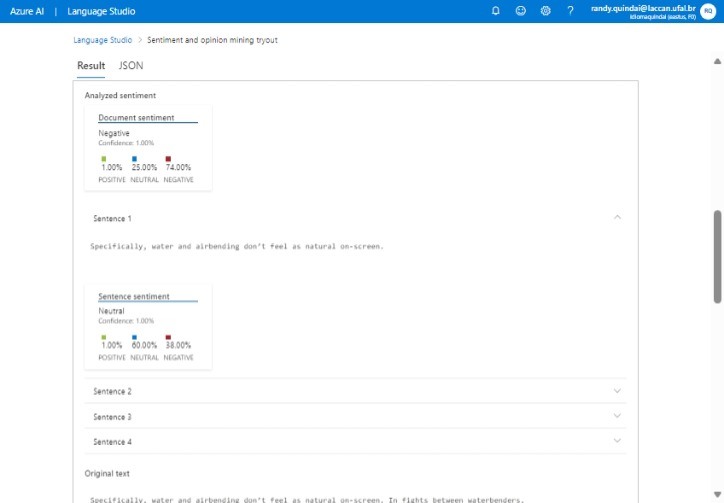 Azure AI | Language Studio
randy.quindai@laccan.ufal.br
idiomaquindai (eastus, F0)
RQ
Language Studio > Sentiment and opinion mining tryout
Result JSON
Analyzed sentiment
Document sentiment
Negative
Confidence: 1.00%
1.00% 25.00% 74.00%
POSITIVE NEUTRAL NEGATIVE
Sentence 1
Specifically, water and airbending don't feel as natural on-screen.
Sentence sentiment
Neutral
Confidence: 1.00%
1.00% 60.00% 38.00%
POSITIVE NEUTRAL NEGATIVE
Sentence 2
Sentence 3
Sentence 4
Original text
Specifically, water and airbending don't feel as natural on-screen. In fights between waterbenders,